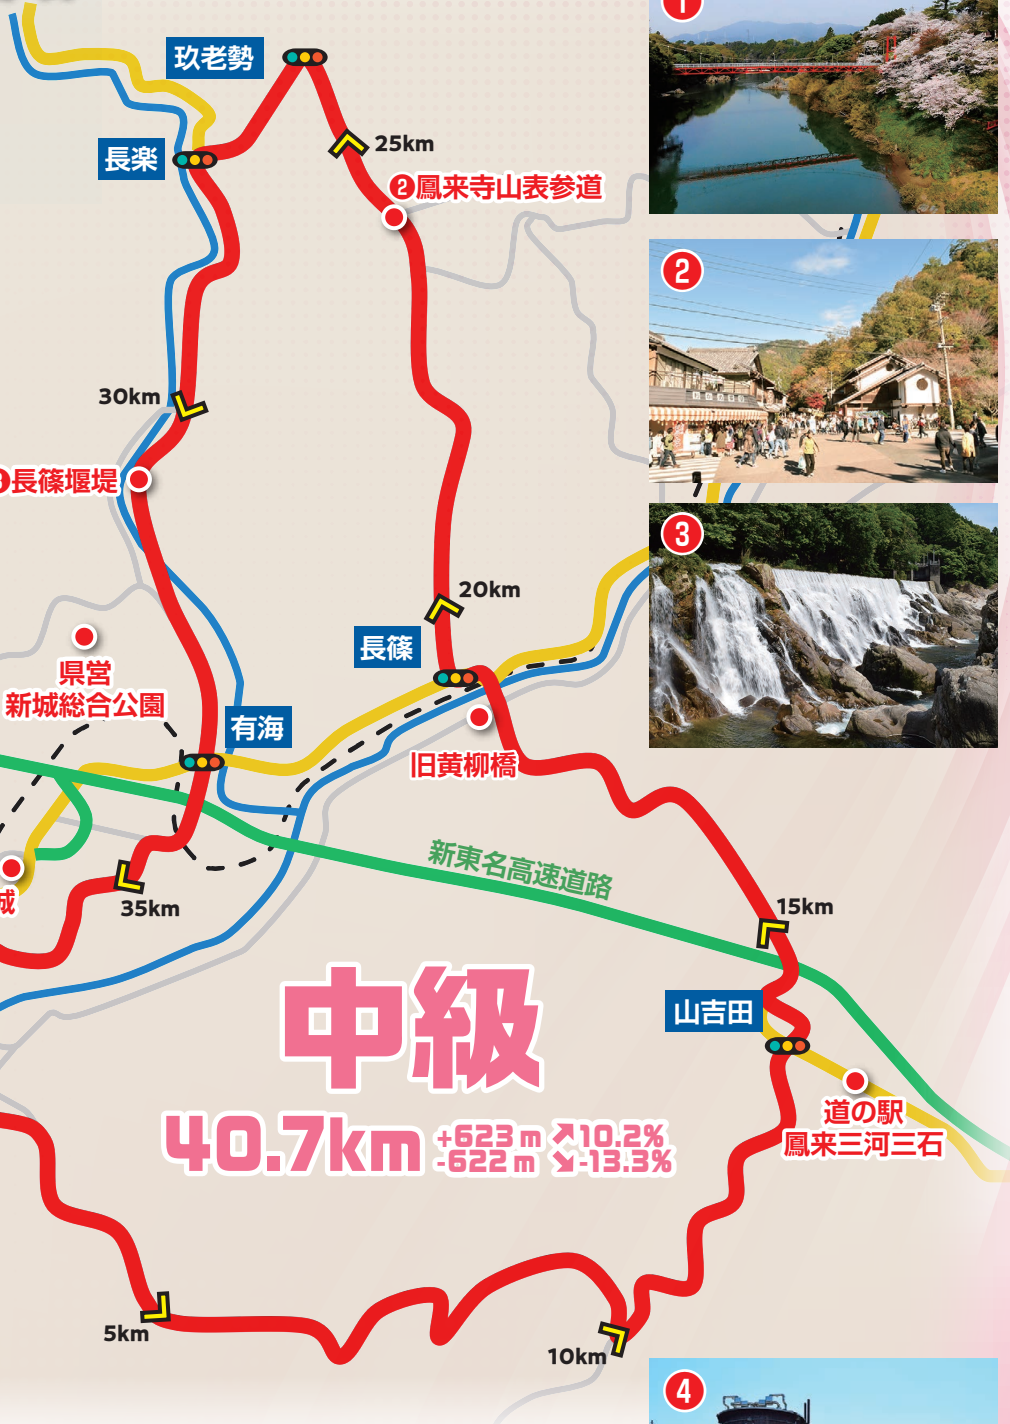 1
玖老勢
長楽
25km
❷鳳来寺山表参道
2
30km
長篠堰堤
3
20km
長篠
県営
新城総合公園
有海
旧黄柳橋
新東名高速道路
城
35km
15km
山吉田
中級
40.7km
+623m ↗10.2%
-622m ↘-13.3%
道の駅
鳳来三河三石
5km
10km
4